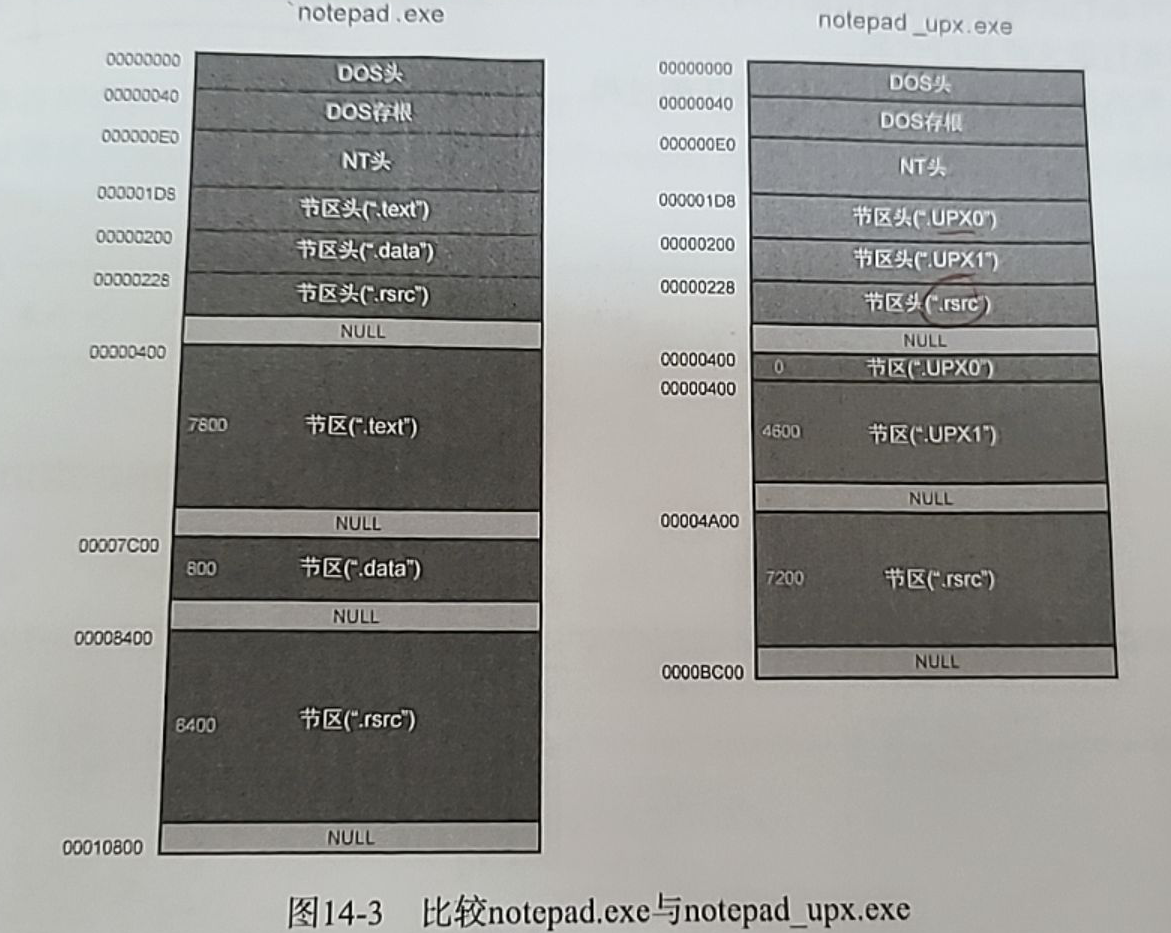 notepad.exe
00000000 DOS头
00000040 DOS存根
000000E0 NT头
000001D8 节区头(“.text”)
00000200 节区头(“.data”)
00000228 节区头(“.rsrc”)
NULL
00000400
7800 节区(“.text”)
NULL
00007C00
800 节区(“.data”)
NULL
00008400
8400 节区(“.rsrc”)
NULL
00010800
notepad_upx.exe
00000000 DOS头
00000040 DOS存根
000000E0 NT头
000001D8 节区头(“.UPX0”)
00000200 节区头(“.UPX1”)
00000228 节区头(“.rsrc”)
NULL
00000400 0 节区(“.UPX0”)
00000400
4600 节区(“.UPX1”)
NULL
00004A00
7200 节区(“.rsrc”)
NULL
0000BC00
图14-3 比较notepad.exe与notepad_upx.exe